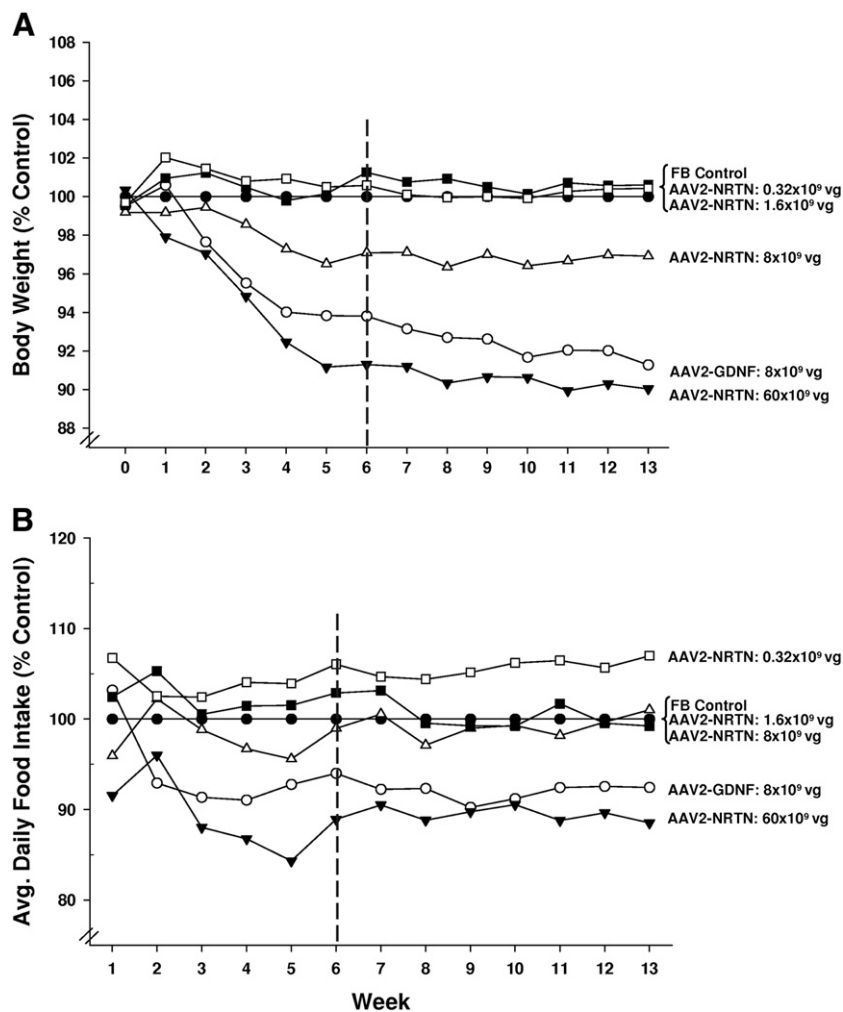 A
Body Weight (% Control)
108
106
104
102
100
98
96
94
92
90
88
0 1 2 3 4 5 6 7 8 9 10 11 12 13
FB Control
AAV2-NRTN: 0.32x10⁹ vg
AAV2-NRTN: 1.6x10⁹ vg
AAV2-NRTN: 8x10⁹ vg
AAV2-GDNF: 8x10⁹ vg
AAV2-NRTN: 60x10⁹ vg
B
Avg. Daily Food Intake (% Control)
120
110
100
90
80
1 2 3 4 5 6 7 8 9 10 11 12 13
Week
AAV2-NRTN: 0.32x10⁹ vg
FB Control
AAV2-NRTN: 1.6x10⁹ vg
AAV2-NRTN: 8x10⁹ vg
AAV2-GDNF: 8x10⁹ vg
AAV2-NRTN: 60x10⁹ vg